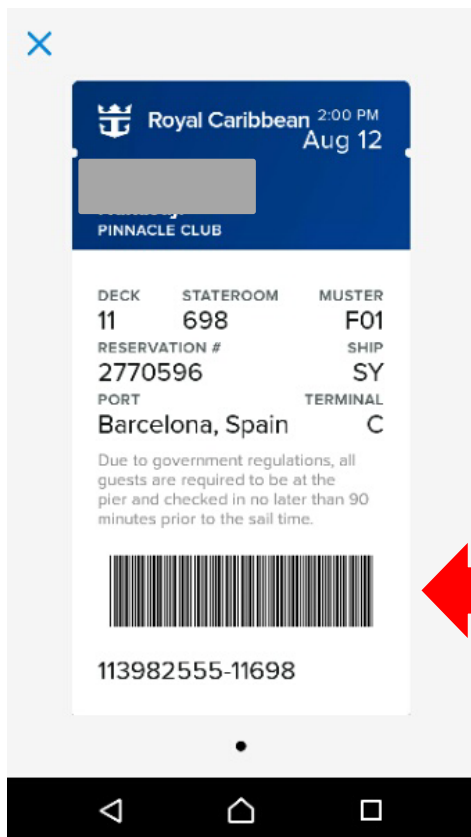 Royal Caribbean 2:00 PM
Aug 12
PINNACLE CLUB
DECK STATEROOM MUSTER
11 698 F01
RESERVATION # SHIP
2770596 SY
PORT TERMINAL
Barcelona, Spain C
Due to government regulations, all
guests are required to be at the
pier and checked in no later than 90
minutes prior to the sail time.
113982555-11698